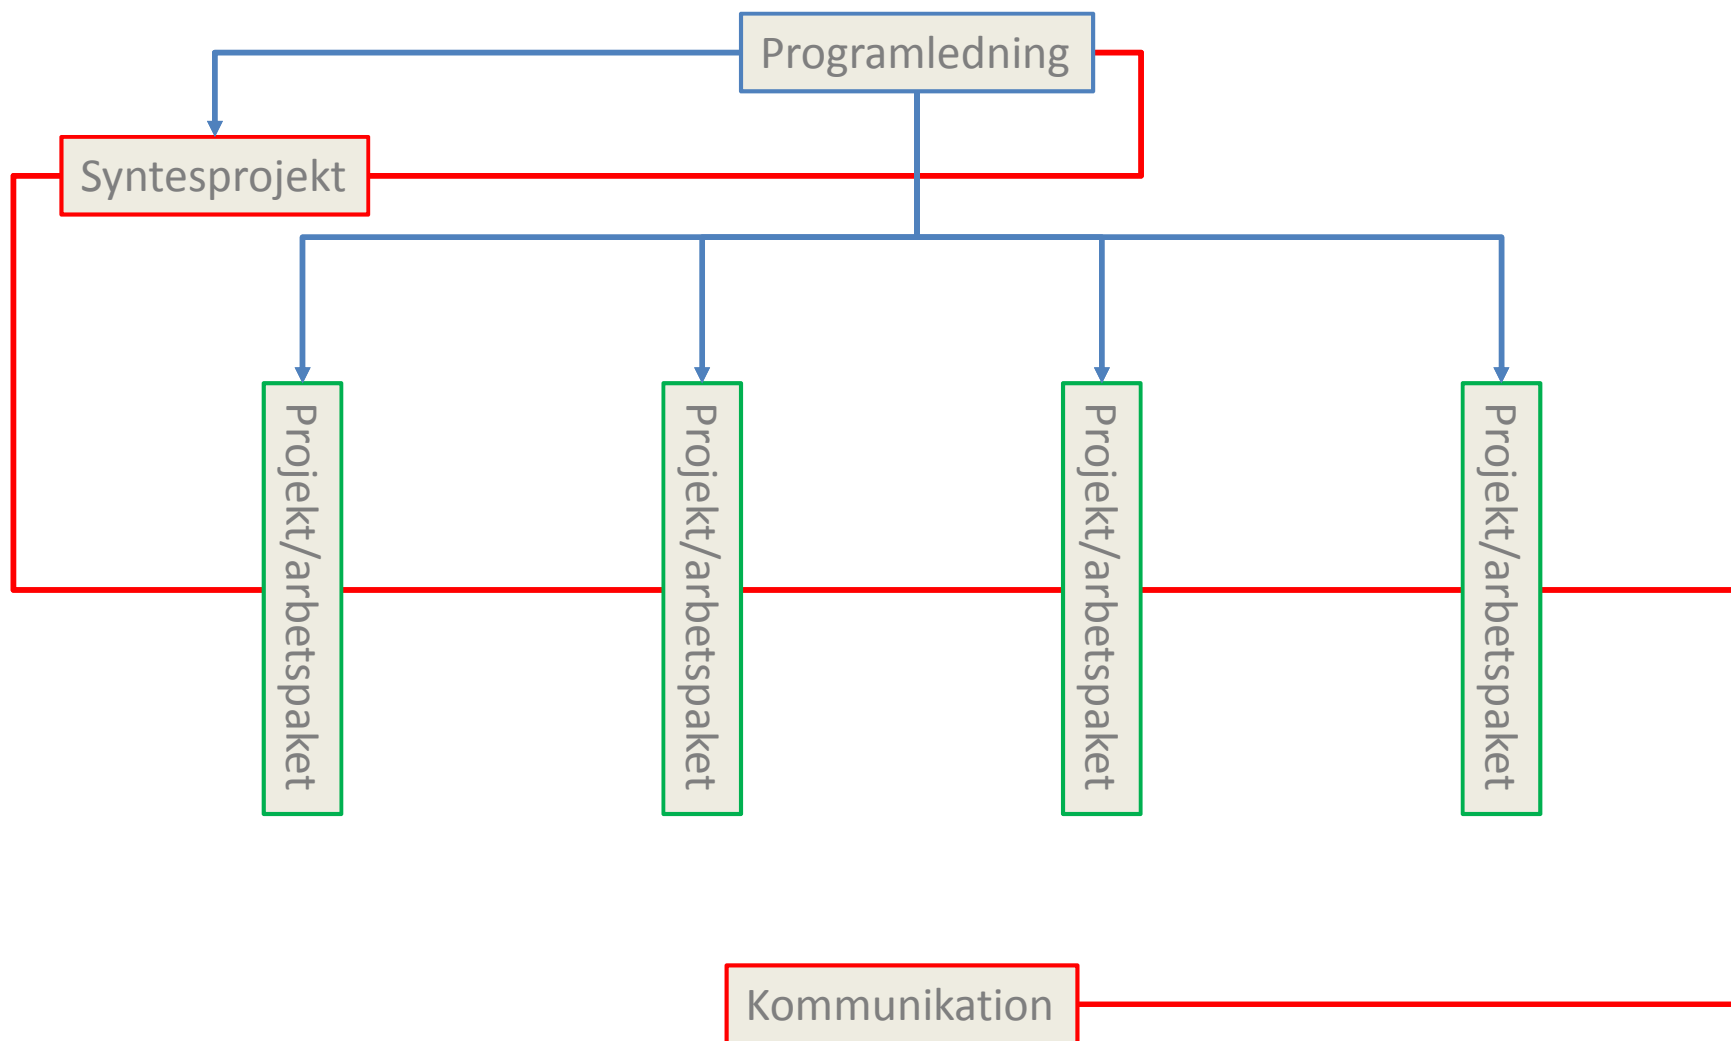 Programledning
Syntesprojekt
Projekt/arbetspaket
Projekt/arbetspaket
Projekt/arbetspaket
Projekt/arbetspaket
Kommunikation